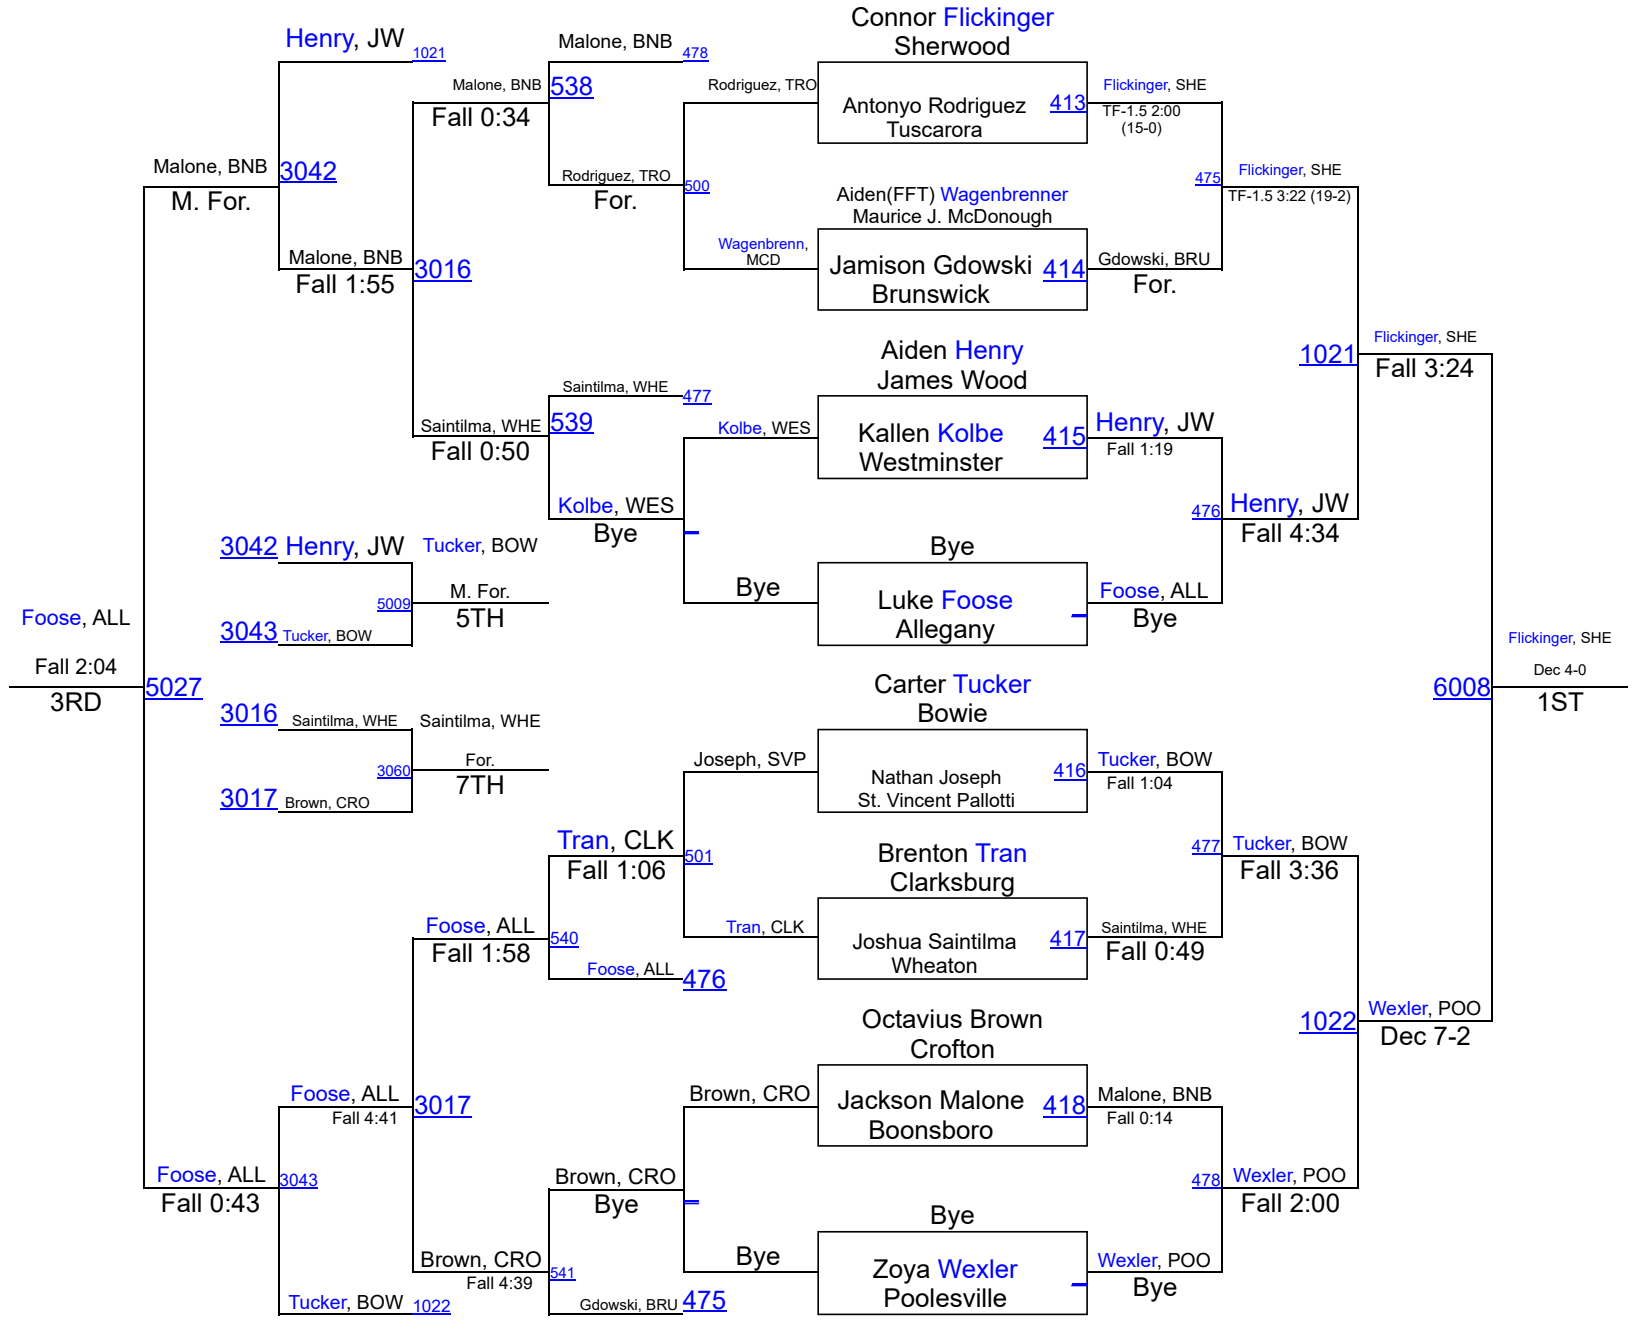 Connor Flickinger
Sherwood
Henry, JW 1021
Malone, BNB 478
Malone, BNB 538
Fall 0:34
Rodriguez, TRO
Antonyo Rodriguez 413
Tuscarora
Flickinger, SHE
TF-1.5 2:00
(15-0)
Malone, BNB 3042
M. For.
Rodriguez, TRO 500
For.
Aiden(FFT) Wagenbrenner
Maurice J. McDonough
475 Flickinger, SHE
TF-1.5 3:22 (19-2)
Malone, BNB 3016
Fall 1:55
Wagenbrenn,
MCD
Jamison Gdowski 414
Brunswick
Gdowski, BRU
For.
Aiden Henry
James Wood
1021 Flickinger, SHE
Fall 3:24
Saintilma, WHE 477
Saintilma, WHE 539
Fall 0:50
Kolbe, WES
Kallen Kolbe 415
Westminster
Henry, JW
Fall 1:19
Kolbe, WES
Bye
476 Henry, JW
Fall 4:34
3042 Henry, JW
Tucker, BOW
5009 M. For.
5TH
3043 Tucker, BOW
Bye
Bye
Luke Foose
Allegany
Foose, ALL
Bye
Foose, ALL
Fall 2:04
3RD
5027
Carter Tucker
Bowie
6008
Flickinger, SHE
Dec 4-0
1ST
3016 Saintilma, WHE
Saintilma, WHE
3060 For.
7TH
3017 Brown, CRO
Joseph, SVP
Nathan Joseph 416
St. Vincent Pallotti
Tucker, BOW
Fall 1:04
Tran, CLK 501
Fall 1:06
Brenton Tran
Clarksburg
477 Tucker, BOW
Fall 3:36
Foose, ALL 540
Fall 1:58
Tran, CLK
Joshua Saintilma 417
Wheaton
Saintilma, WHE
Fall 0:49
Foose, ALL 476
Octavius Brown
Crofton
1022 Wexler, POO
Dec 7-2
Foose, ALL 3017
Fall 4:41
Brown, CRO
Jackson Malone 418
Boonsboro
Malone, BNB
Fall 0:14
Foose, ALL 3043
Fall 0:43
Brown, CRO
Bye
478 Wexler, POO
Fall 2:00
Bye
Brown, CRO 541
Fall 4:39
Bye
Zoya Wexler
Poolesville
Wexler, POO
Bye
Tucker, BOW 1022
Gdowski, BRU 475